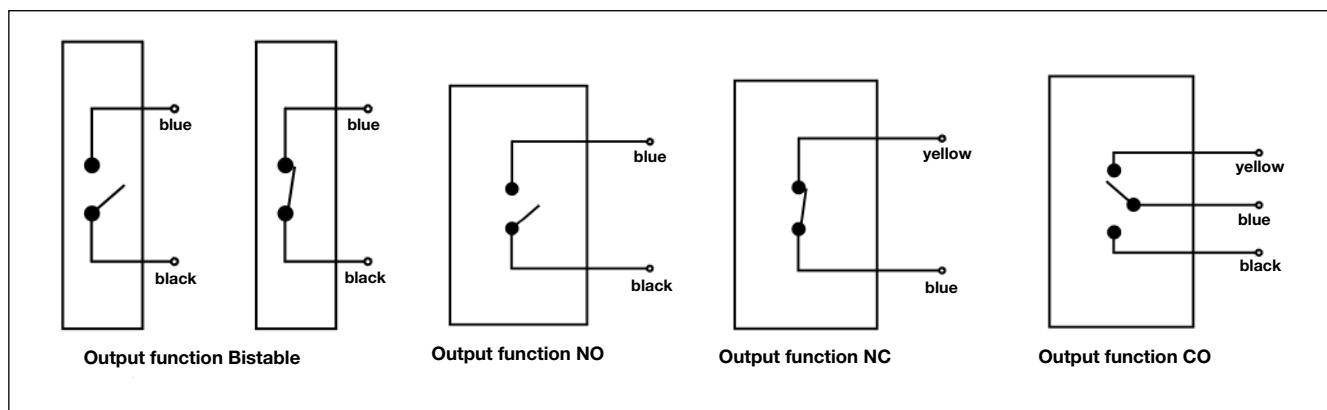 blue
black
Output function Bistable
blue
black
blue
black
Output function NO
yellow
blue
Output function NC
yellow
blue
black
Output function CO